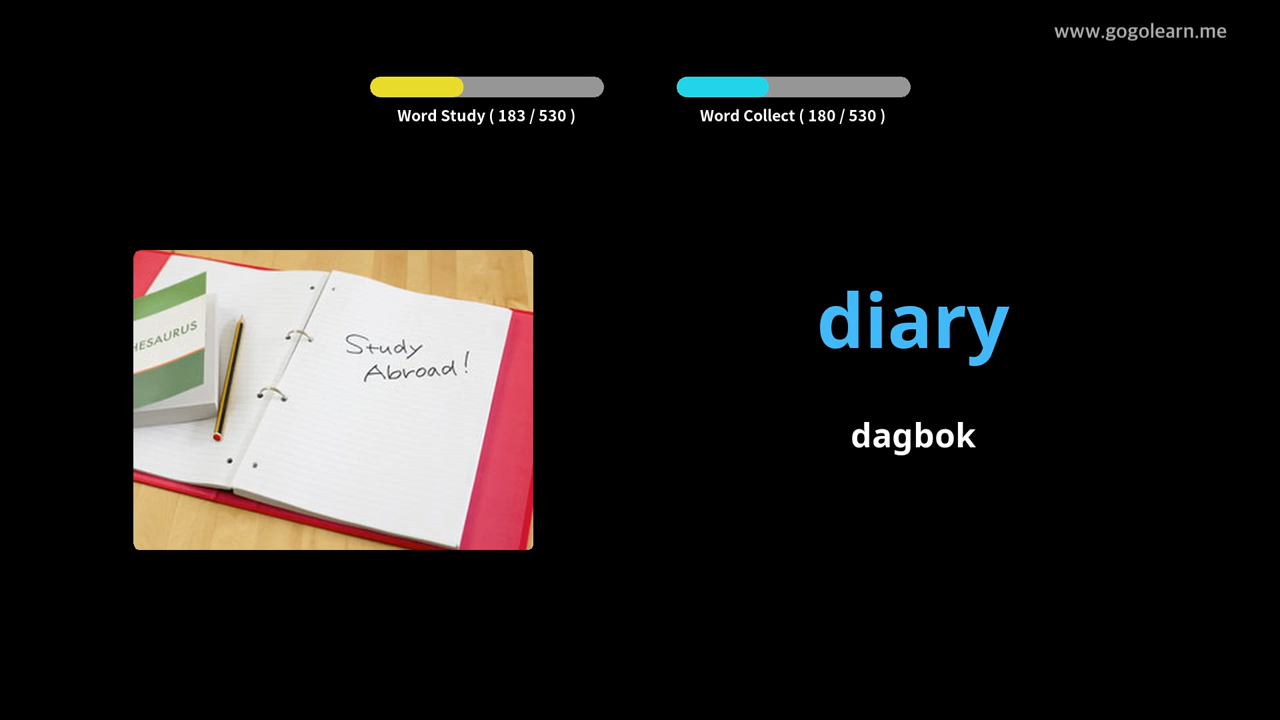 www.gogolearn.me
Word Study ( 183 / 530 )
Word Collect ( 180 / 530 )
HESAURUS
Study
Abroad!
diary
dagbok